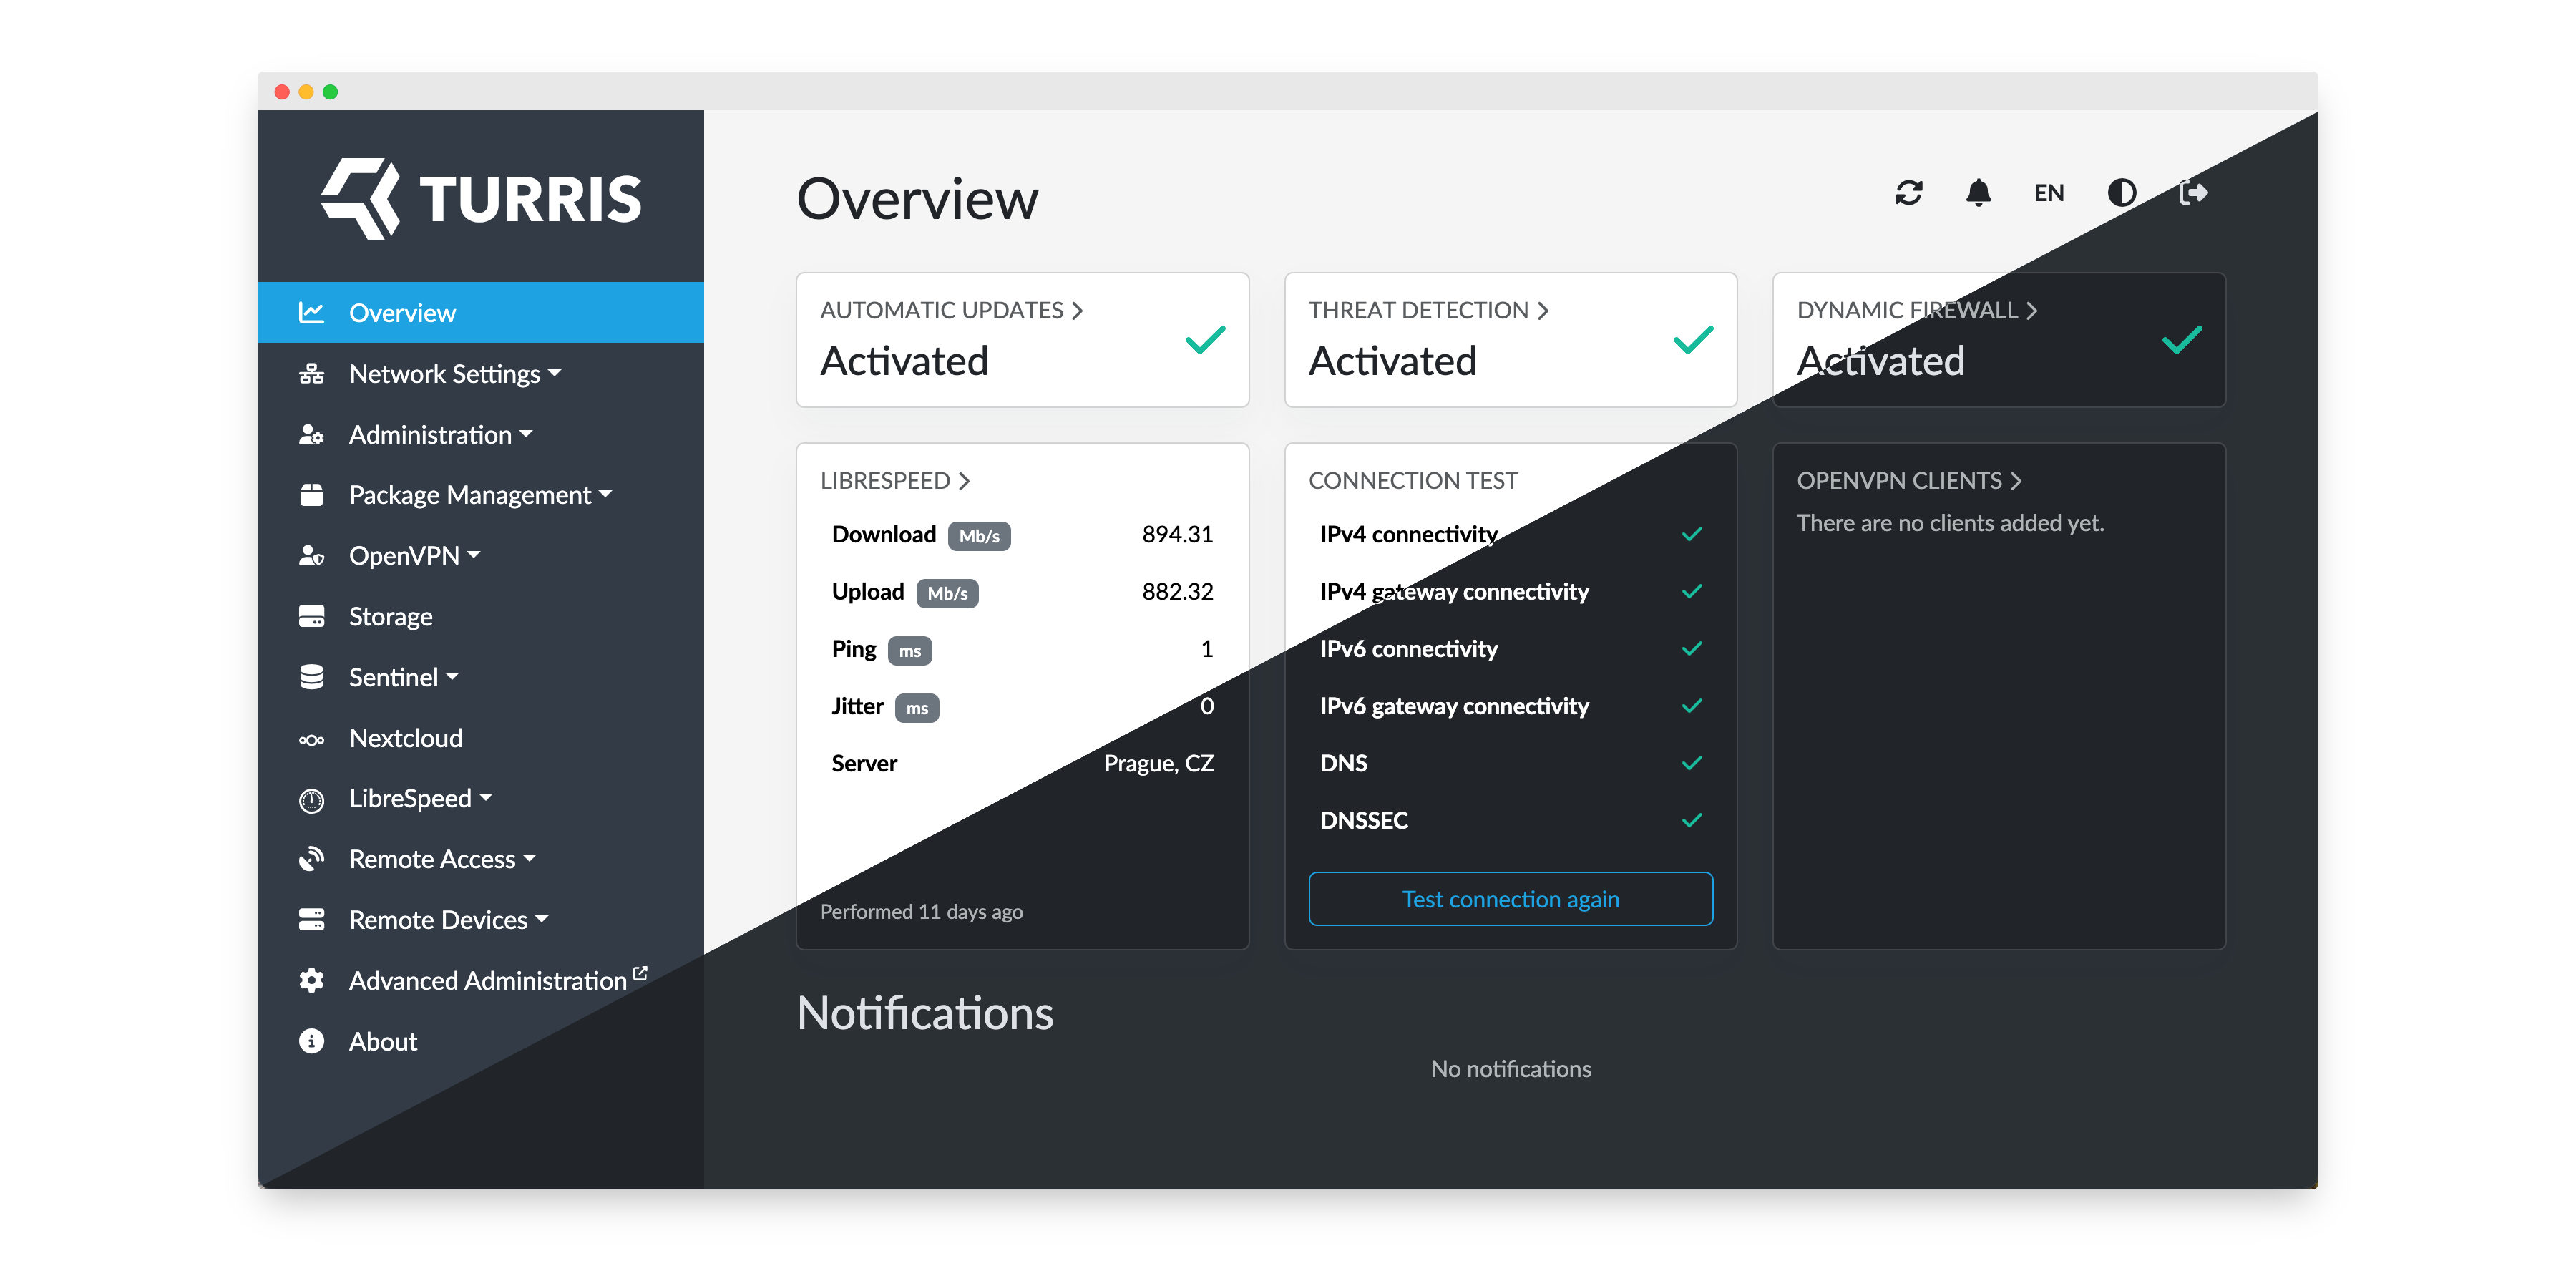 TURRIS
Overview
Network Settings
Administration
Package Management
OpenVPN
Storage
Sentinel
Nextcloud
LibreSpeed
Remote Access
Remote Devices
Advanced Administration
About
Overview
EN
AUTOMATIC UPDATES
Activated
THREAT DETECTION
Activated
DYNAMIC FIREWALL
Activated
LIBRESPEED
Download Mb/s 894.31
Upload Mb/s 882.32
Ping ms 1
Jitter ms 0
Server Prague, CZ
Performed 11 days ago
CONNECTION TEST
IPv4 connectivity
IPv4 gateway connectivity
IPv6 connectivity
IPv6 gateway connectivity
DNS
DNSSEC
Test connection again
OPENVPN CLIENTS
There are no clients added yet.
Notifications
No notifications